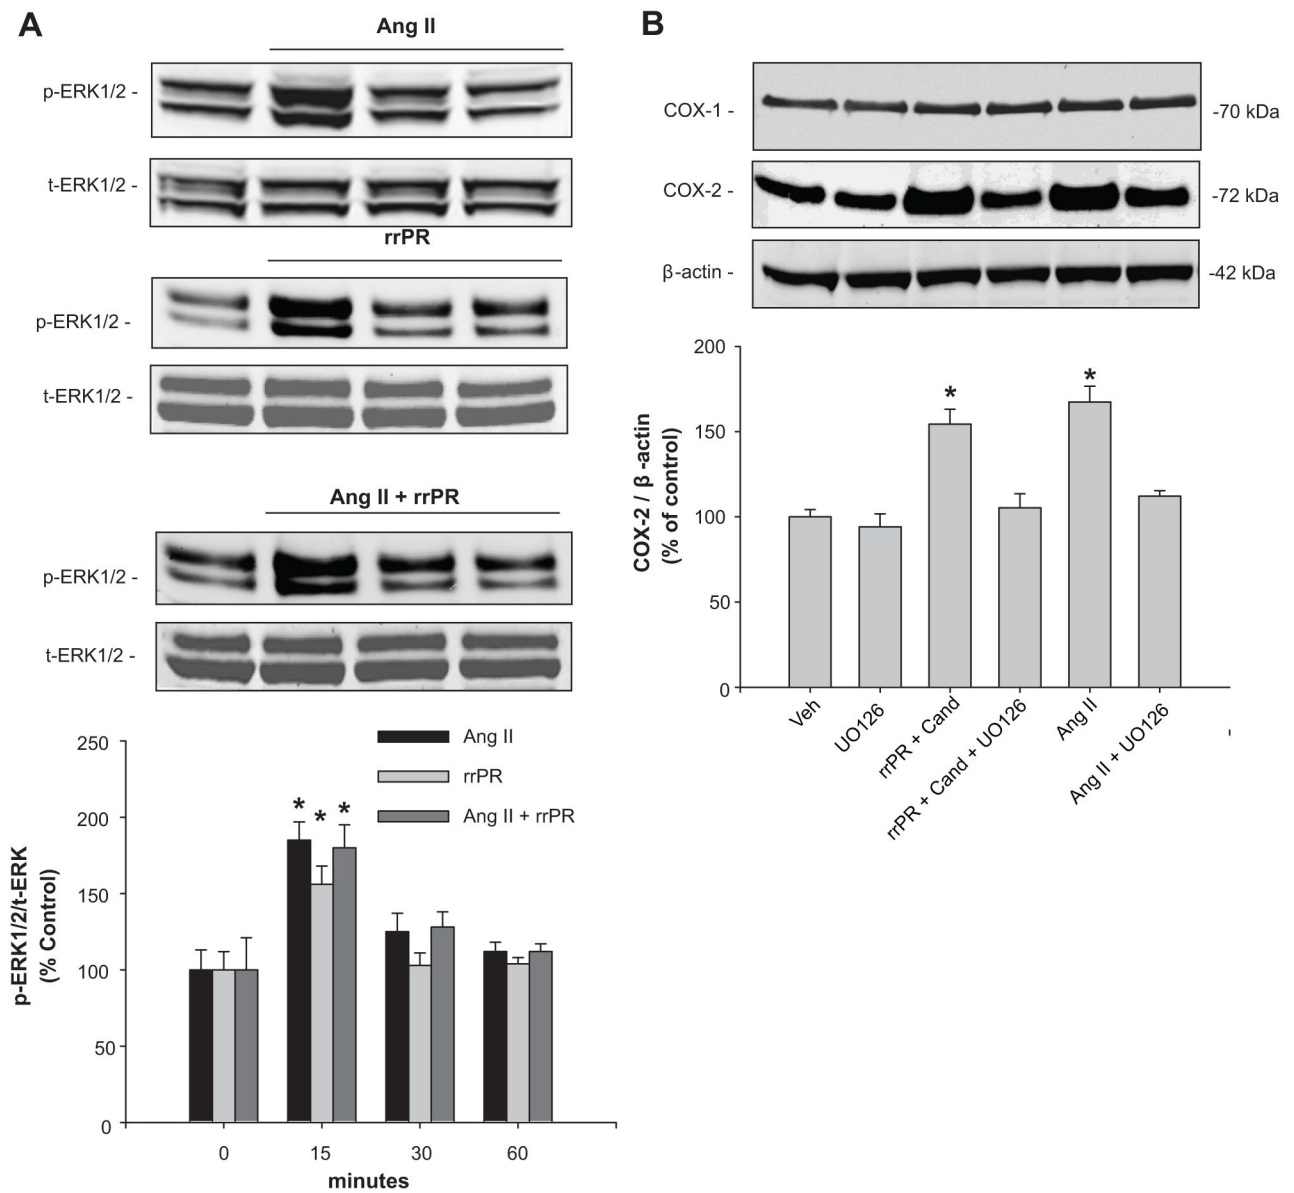 A
Ang II
p-ERK1/2 -
t-ERK1/2 -
rrPR
p-ERK1/2 -
t-ERK1/2 -
Ang II + rrPR
p-ERK1/2 -
t-ERK1/2 -
250
200
150
100
50
0
p-ERK1/2/t-ERK
(% Control)
Ang II
rrPR
Ang II + rrPR
* * *
0 15 30 60
minutes
B
COX-1 - -70 kDa
COX-2 - -72 kDa
β-actin - -42 kDa
200
150
100
50
0
COX-2 / β -actin
(% of control)
* *
Veh
UO126
rrPR + Cand
rrPR + Cand + UO126
Ang II
Ang II + UO126